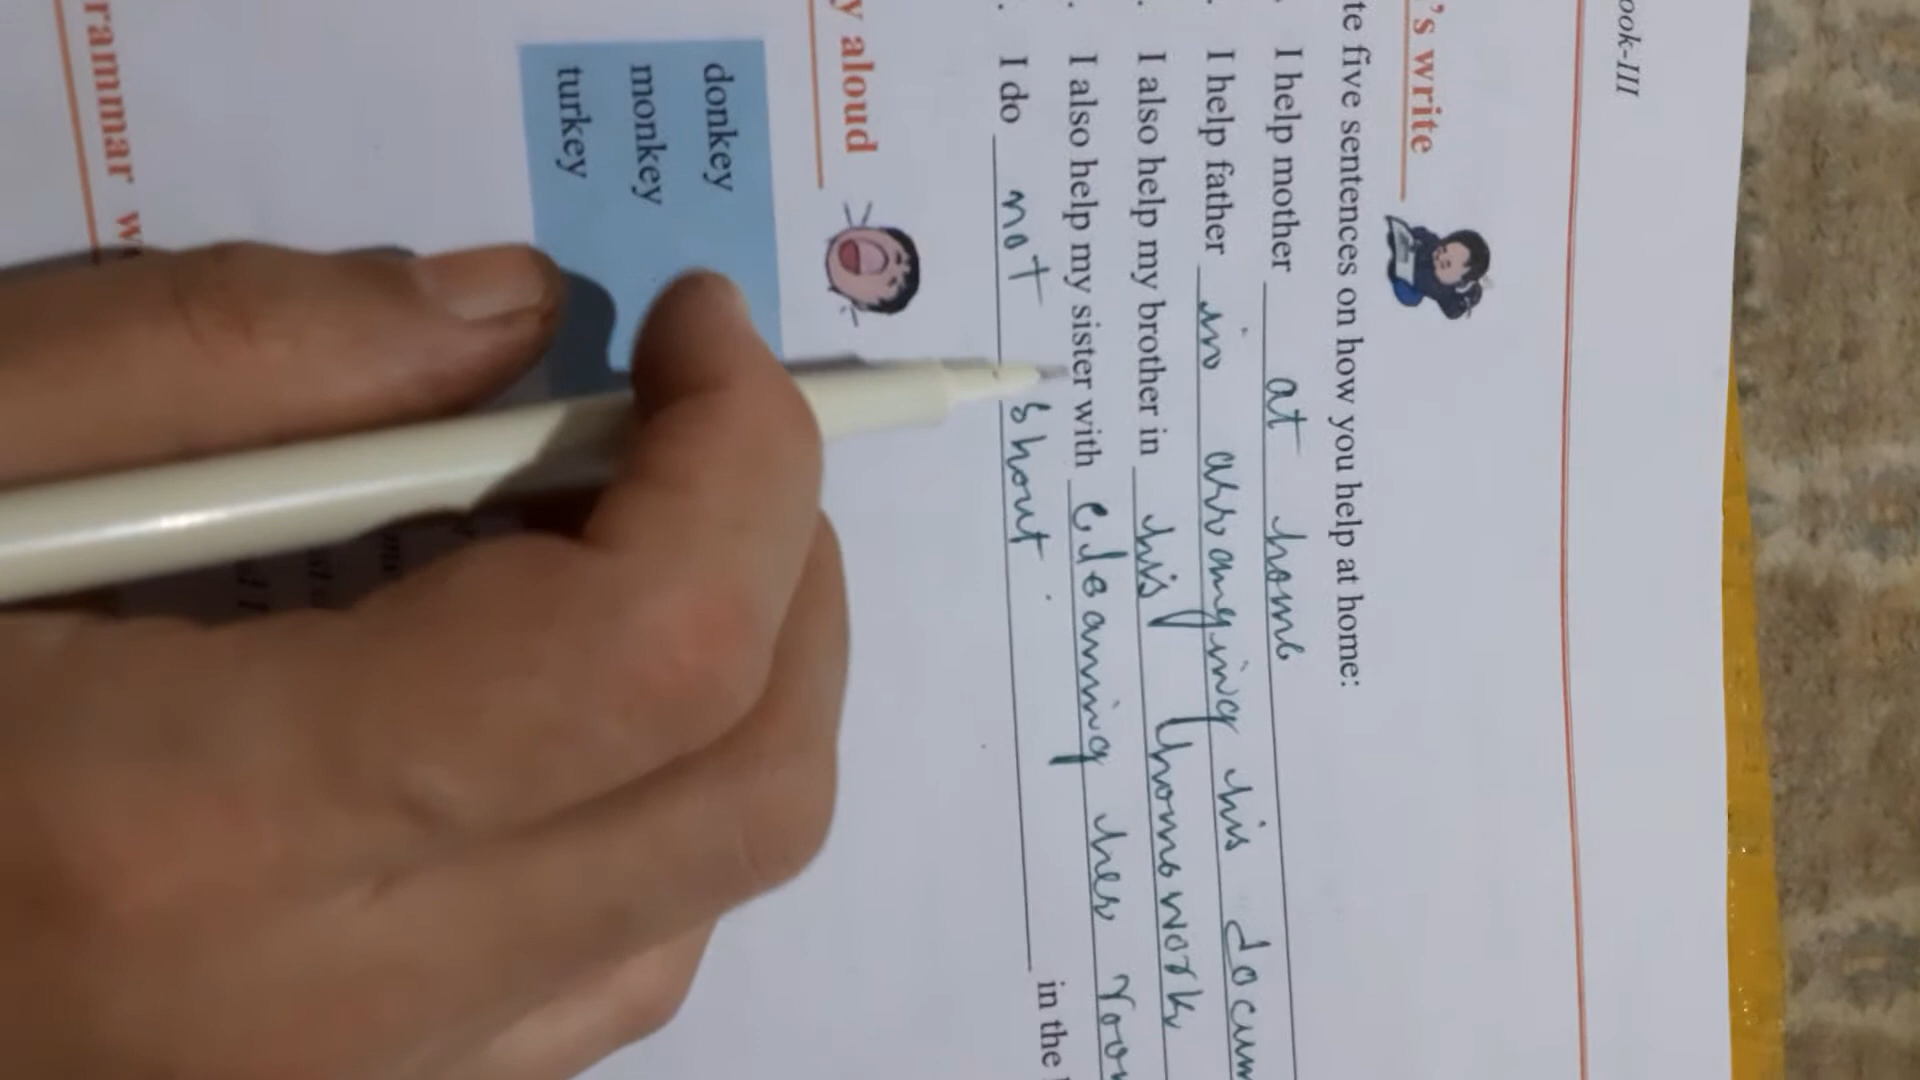 ook-III
's write
te five sentences on how you help at home:
I help mother at home
I help father in arranging his docum
I also help my brother in his homework
I also help my sister with cleaning her room
I do not shout. in the
y aloud
donkey
monkey
turkey
rammar w